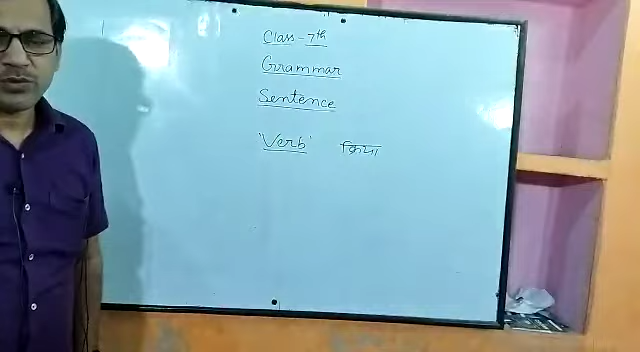 Class - 7th
Grammar
Sentence
'Verb' क्रिया